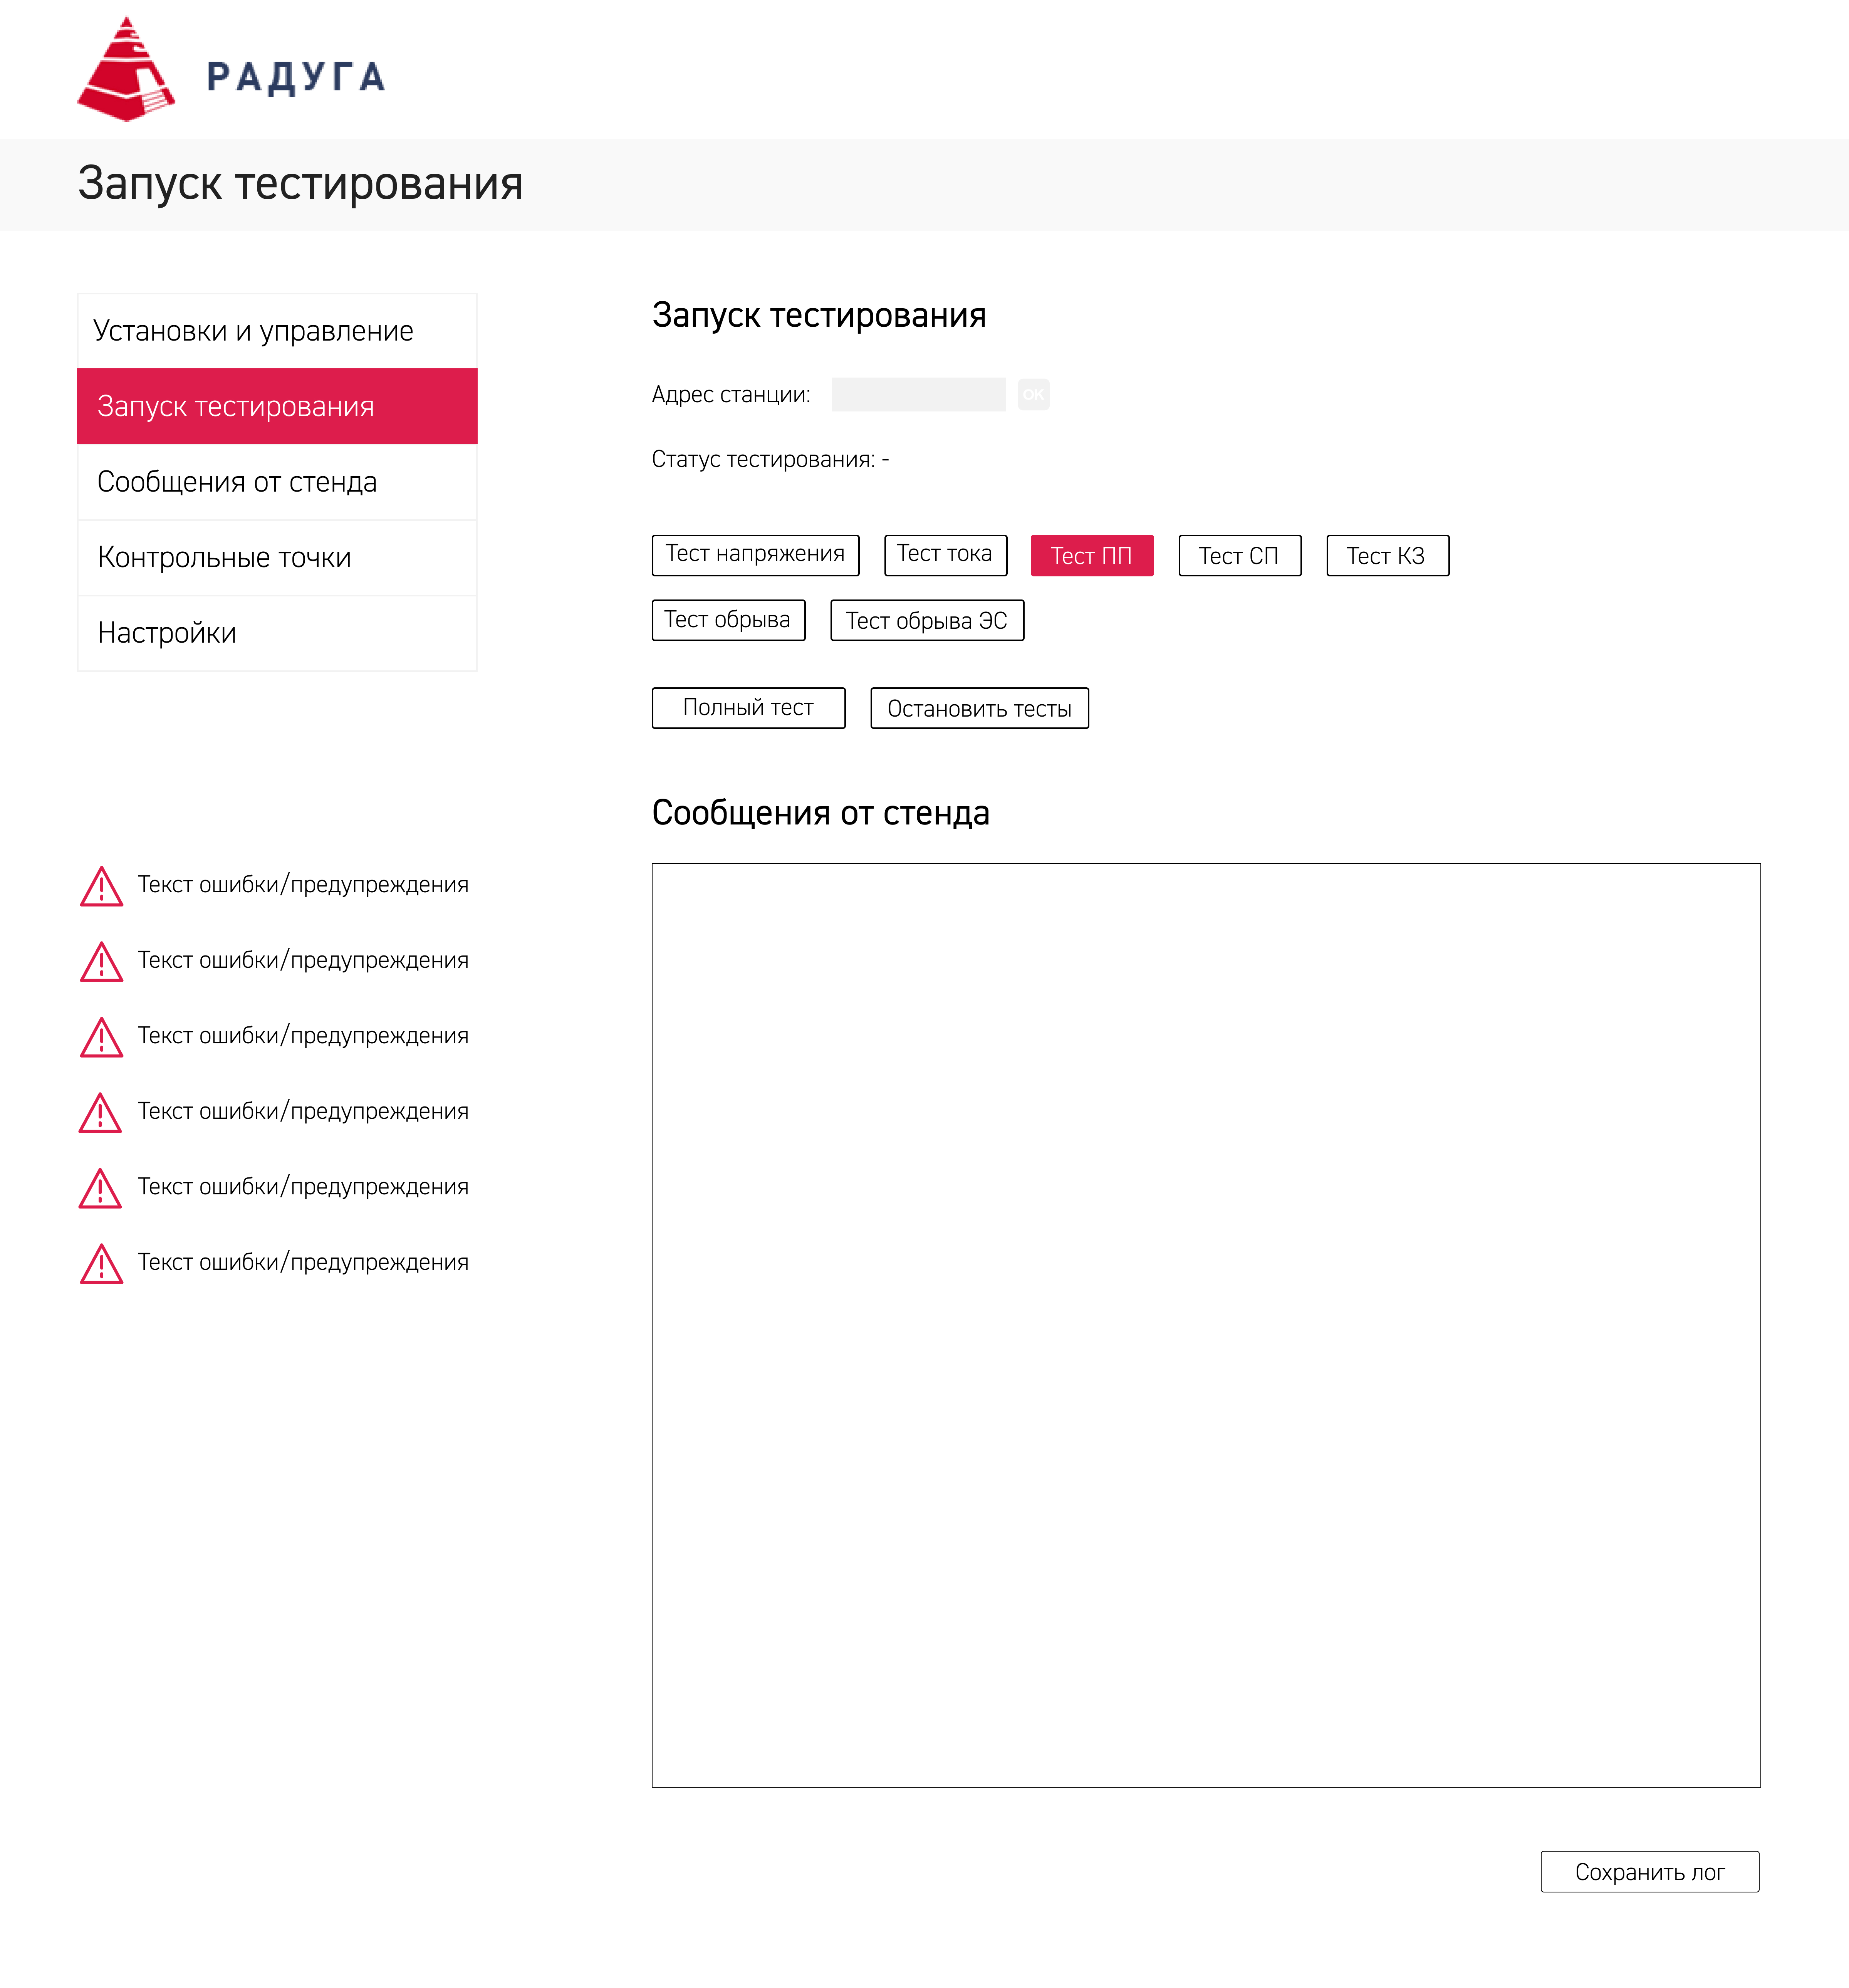 РАДУГА
Запуск тестирования
Установки и управление
Запуск тестирования
Сообщения от стенда
Контрольные точки
Настройки
Запуск тестирования
Адрес станции:
ОК
Статус тестирования: -
Тест напряжения
Тест тока
Тест ПП
Тест СП
Тест КЗ
Тест обрыва
Тест обрыва ЭС
Полный тест
Остановить тесты
Сообщения от стенда
Текст ошибки/предупреждения
Текст ошибки/предупреждения
Текст ошибки/предупреждения
Текст ошибки/предупреждения
Текст ошибки/предупреждения
Текст ошибки/предупреждения
Сохранить лог